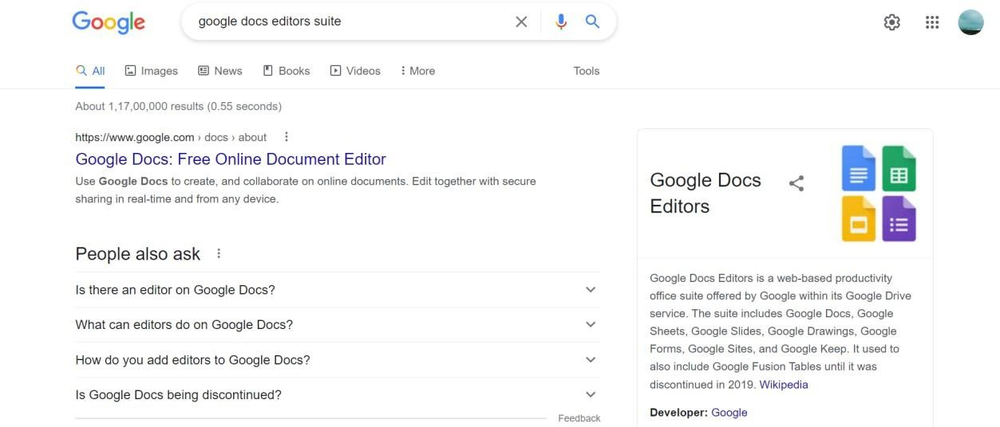 Google
google docs editors suite
All Images News Books Videos More Tools
About 1,17,00,000 results (0.55 seconds)
https://www.google.com › docs › about
Google Docs: Free Online Document Editor
Use Google Docs to create, and collaborate on online documents. Edit together with secure
sharing in real-time and from any device.
People also ask
Is there an editor on Google Docs?
What can editors do on Google Docs?
How do you add editors to Google Docs?
Is Google Docs being discontinued?
Feedback
Google Docs
Editors
Google Docs Editors is a web-based productivity
office suite offered by Google within its Google Drive
service. The suite includes Google Docs, Google
Sheets, Google Slides, Google Drawings, Google
Forms, Google Sites, and Google Keep. It used to
also include Google Fusion Tables until it was
discontinued in 2019. Wikipedia
Developer: Google